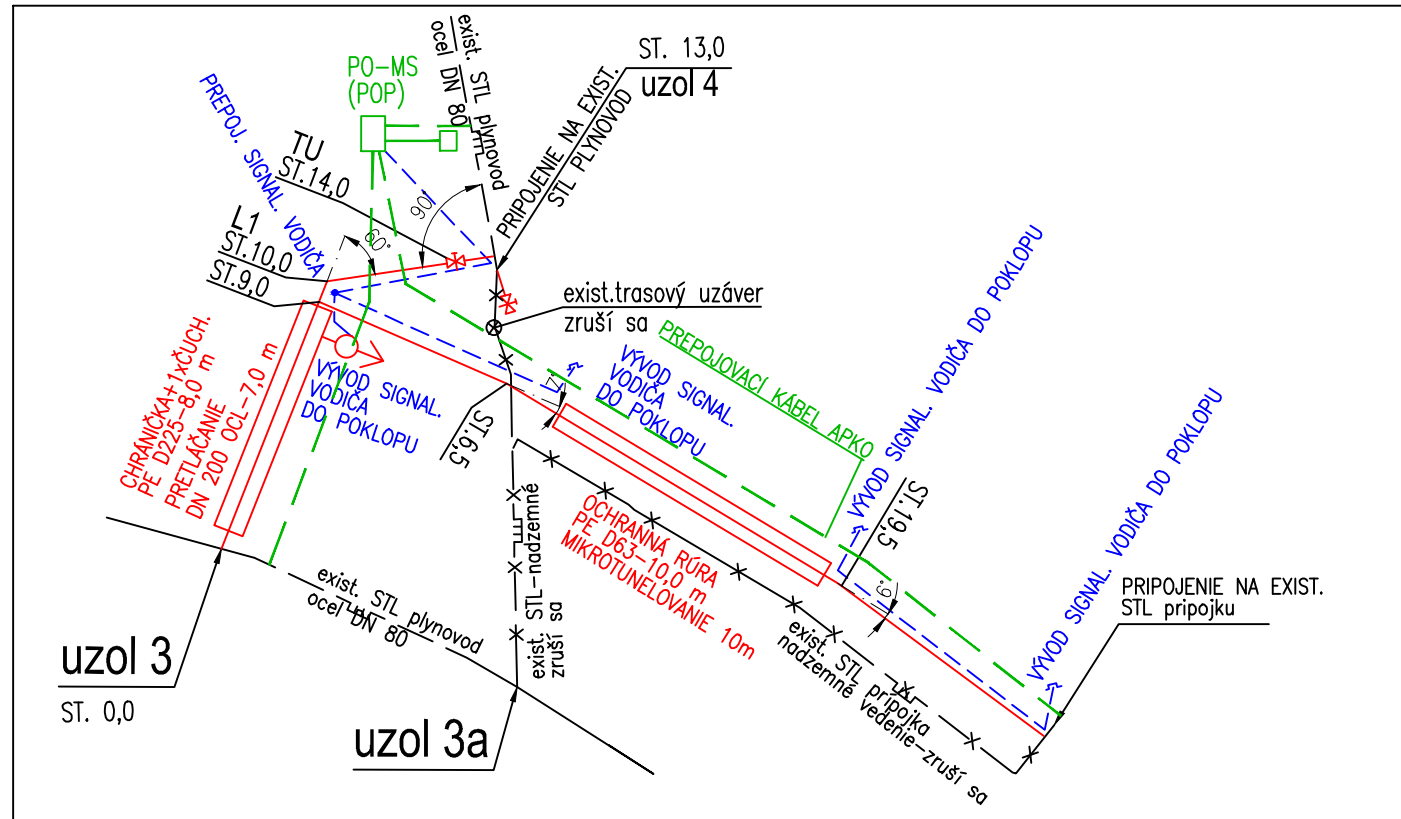 exist. STL plynovod
ocel DN 80
PO-MS
(POP)
ST. 13,0
uzol 4
PRIPOJENIE NA EXIST.
STL PLYNOVOD
PREPOJ. SIGNAL. VODIČA
TU
ST.14,0
90°
60°
L1
ST.10,0
ST.9,0
exist.trasový uzáver
zruší sa
PREPOJOVACÍ KÁBEL APKO
CHRÁNIČKA+1xČUCH.
PE D225-8,0 m
PRETLÁČANIE
DN 200 OCL-7,0 m
VÝVOD SIGNAL.
VODIČA
DO POKLOPU
VÝVOD SIGNAL.
VODIČA
DO POKLOPU
ST.6,5
VÝVOD SIGNAL. VODIČA DO POKLOPU
VÝVOD SIGNAL. VODIČA DO POKLOPU
ST.19,5
OCHRANNÁ RÚRA
PE D63-10,0 m
MIKROTUNELOVANIE 10m
exist. STL-nadzemné
zruší sa
exist. STL plynovod
ocel DN 80
PRIPOJENIE NA EXIST.
STL pripojku
exist. STL prípojka
nadzemné vedenie-zruší sa
uzol 3
ST. 0,0
uzol 3a